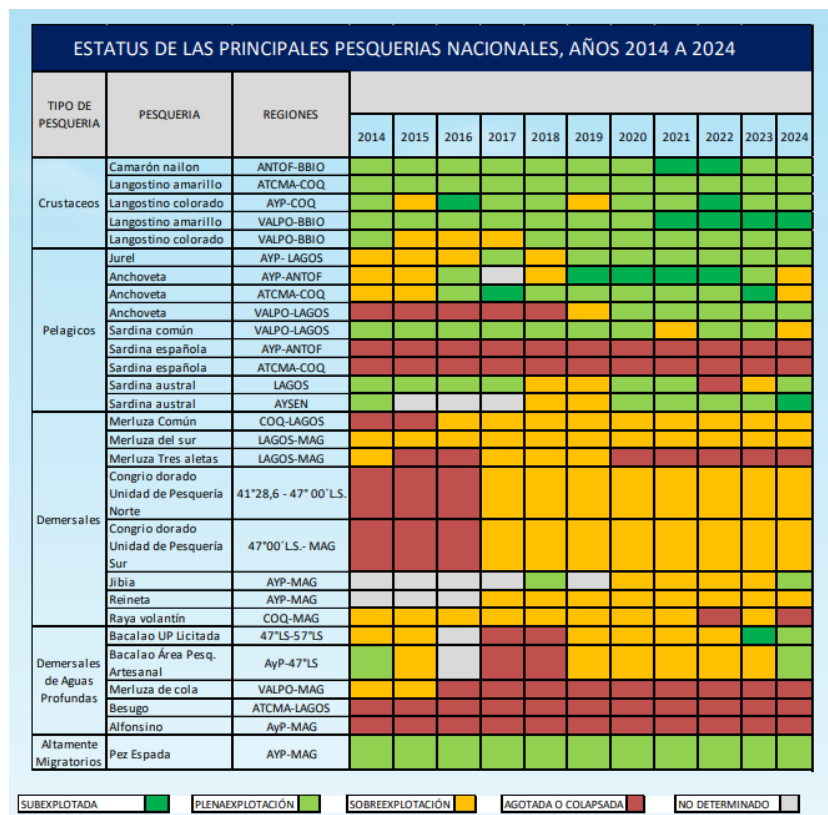 ESTATUS DE LAS PRINCIPALES PESQUERIAS NACIONALES, AÑOS 2014 A 2024
TIPO DE
PESQUERIA
PESQUERIA
REGIONES
2014 2015 2016 2017 2018 2019 2020 2021 2022 2023 2024
Crustaceos
Camarón nailon ANTOF-BBIO
Langostino amarillo ATCMA-COQ
Langostino colorado AYP-COQ
Langostino amarillo VALPO-BBIO
Langostino colorado VALPO-BBIO
Pelagicos
Jurel AYP- LAGOS
Anchoveta AYP-ANTOF
Anchoveta ATCMA-COQ
Anchoveta VALPO-LAGOS
Sardina común VALPO-LAGOS
Sardina española AYP-ANTOF
Sardina española ATCMA-COQ
Sardina austral LAGOS
Sardina austral AYSEN
Demersales
Merluza Común COQ-LAGOS
Merluza del sur LAGOS-MAG
Merluza Tres aletas LAGOS-MAG
Congrio dorado
Unidad de Pesquería
Norte
41°28,6 - 47° 00´L.S.
Congrio dorado
Unidad de Pesquería
Sur
47°00´L.S.- MAG
Jibia AYP-MAG
Reineta AYP-MAG
Raya volantín COQ-MAG
Demersales
de Aguas
Profundas
Bacalao UP Licitada 47°LS-57°LS
Bacalao Área Pesq.
Artesanal
AyP-47°LS
Merluza de cola VALPO-MAG
Besugo ATCMA-LAGOS
Alfonsino AyP-MAG
Altamente
Migratorios
Pez Espada AYP-MAG
SUBEXPLOTADA PLENAEXPLOTACIÓN SOBREEXPLOTACIÓN AGOTADA O COLAPSADA NO DETERMINADO